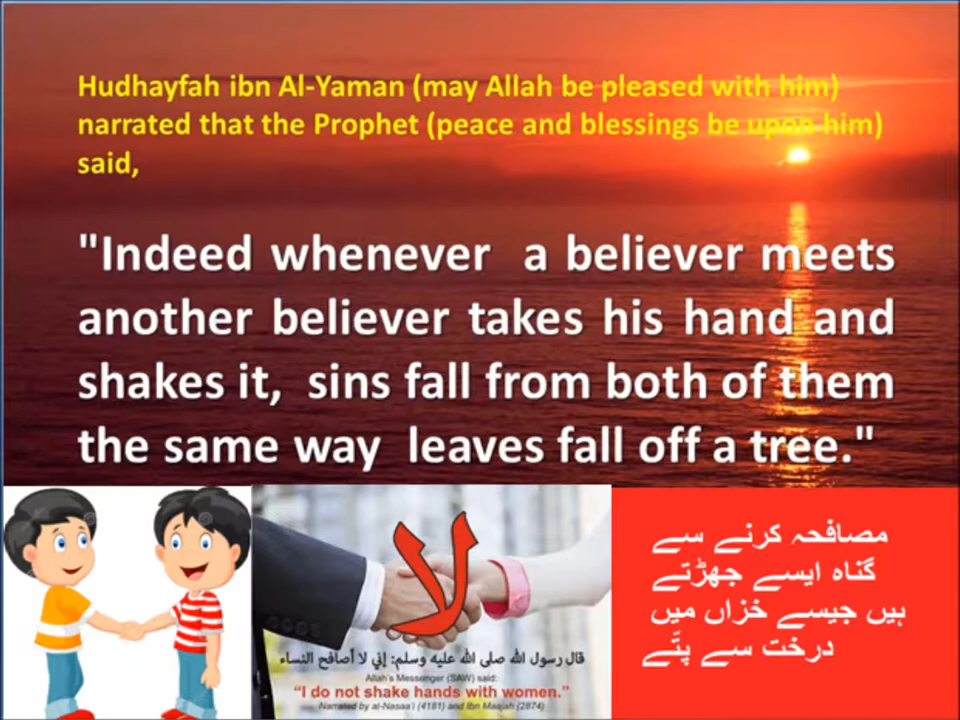 Hudhayfah ibn Al-Yaman (may Allah be pleased with him)
narrated that the Prophet (peace and blessings be upon him)
said,
"Indeed whenever a believer meets
another believer takes his hand and
shakes it, sins fall from both of them
the same way leaves fall off a tree."
لا
قال رسول الله صلى الله عليه وسلم: إني لا أصافح النساء
Allah's Messenger (SAW) said:
"I do not shake hands with women."
Narrated by al-Nasaa'i (4181) and Ibn Maajah (2874)
مصافحہ کرنے سے
گناہ ایسے جھڑتے
ہیں جیسے خزاں میں
درخت سے پتّے